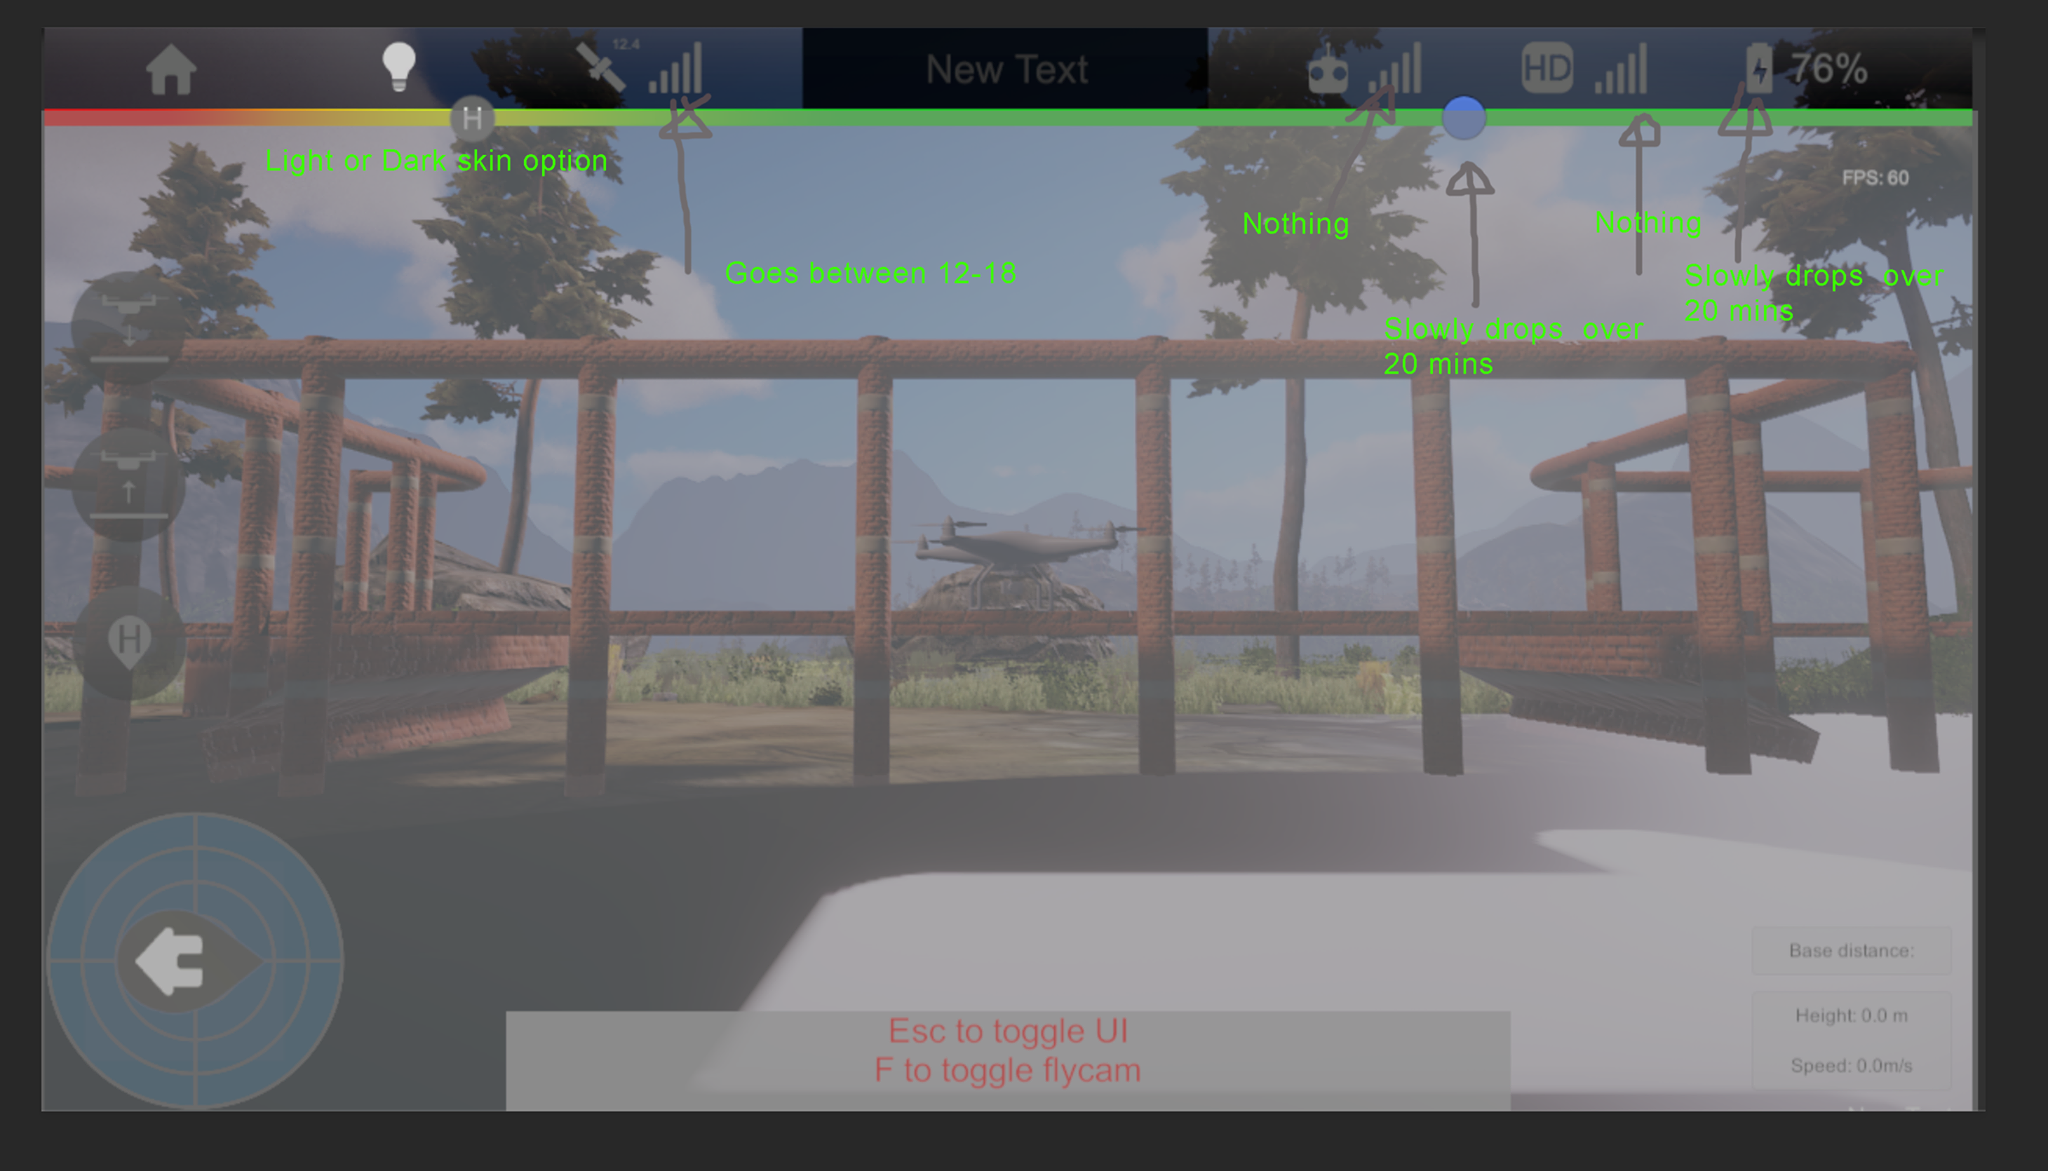 12.4
New Text
HD
76%
H
Light or Dark skin option
FPS: 60
Nothing
Nothing
Goes between 12-18
Slowly drops over
20 mins
Slowly drops over
20 mins
H
Base distance:
Height: 0.0 m
Speed: 0.0m/s
Esc to toggle UI
F to toggle flycam